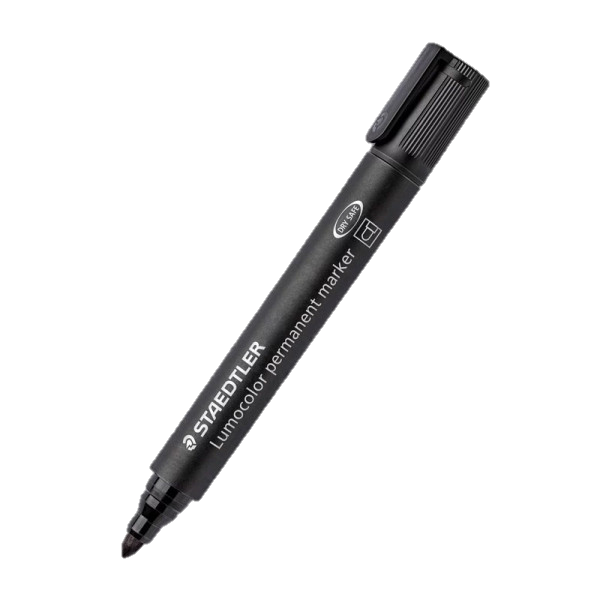 STAEDTLER
Lumocolor permanent marker
DRY SAFE